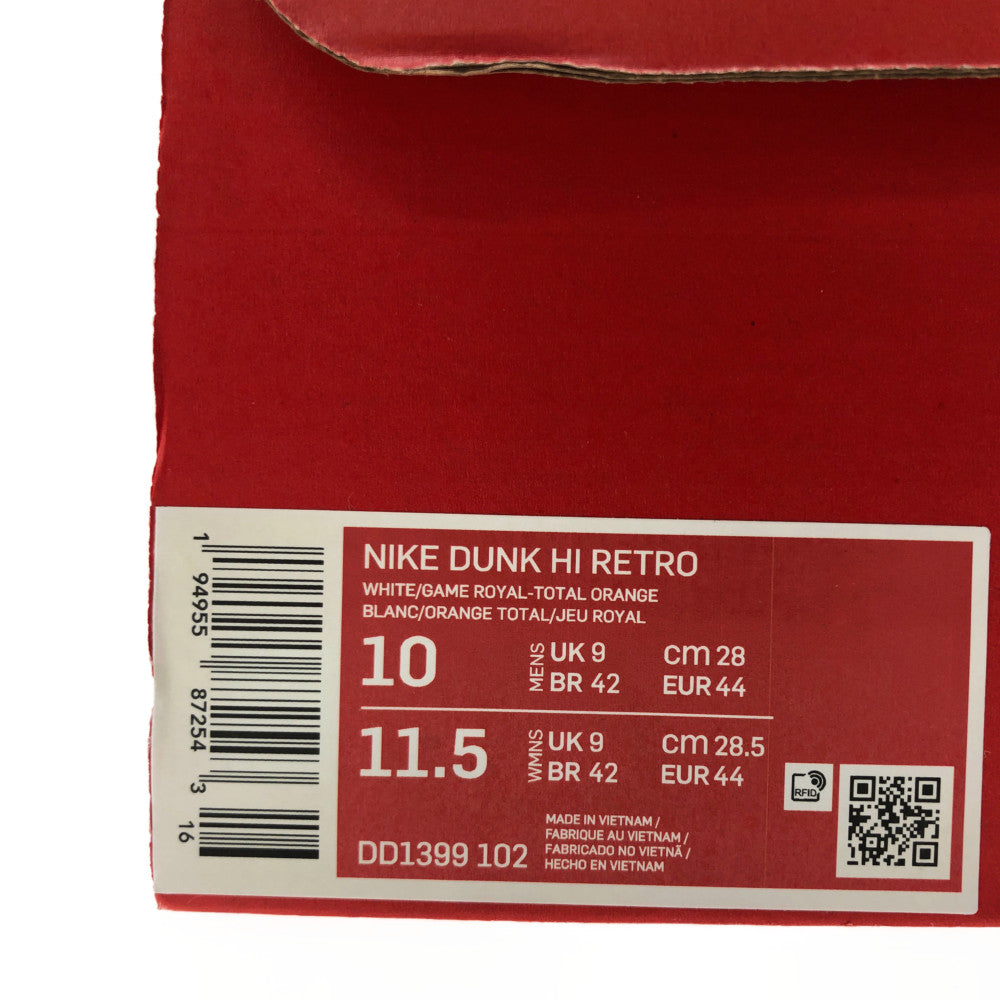 1 94955 87254 3 16
NIKE DUNK HI RETRO
WHITE/GAME ROYAL-TOTAL ORANGE
BLANC/ORANGE TOTAL/JEU ROYAL
10 MENS UK 9 CM 28
BR 42 EUR 44
11.5 WMNS UK 9 CM 28.5
BR 42 EUR 44
RFID
MADE IN VIETNAM /
FABRIQUE AU VIETNAM /
FABRICADO NO VIETNÃ /
HECHO EN VIETNAM
DD1399 102